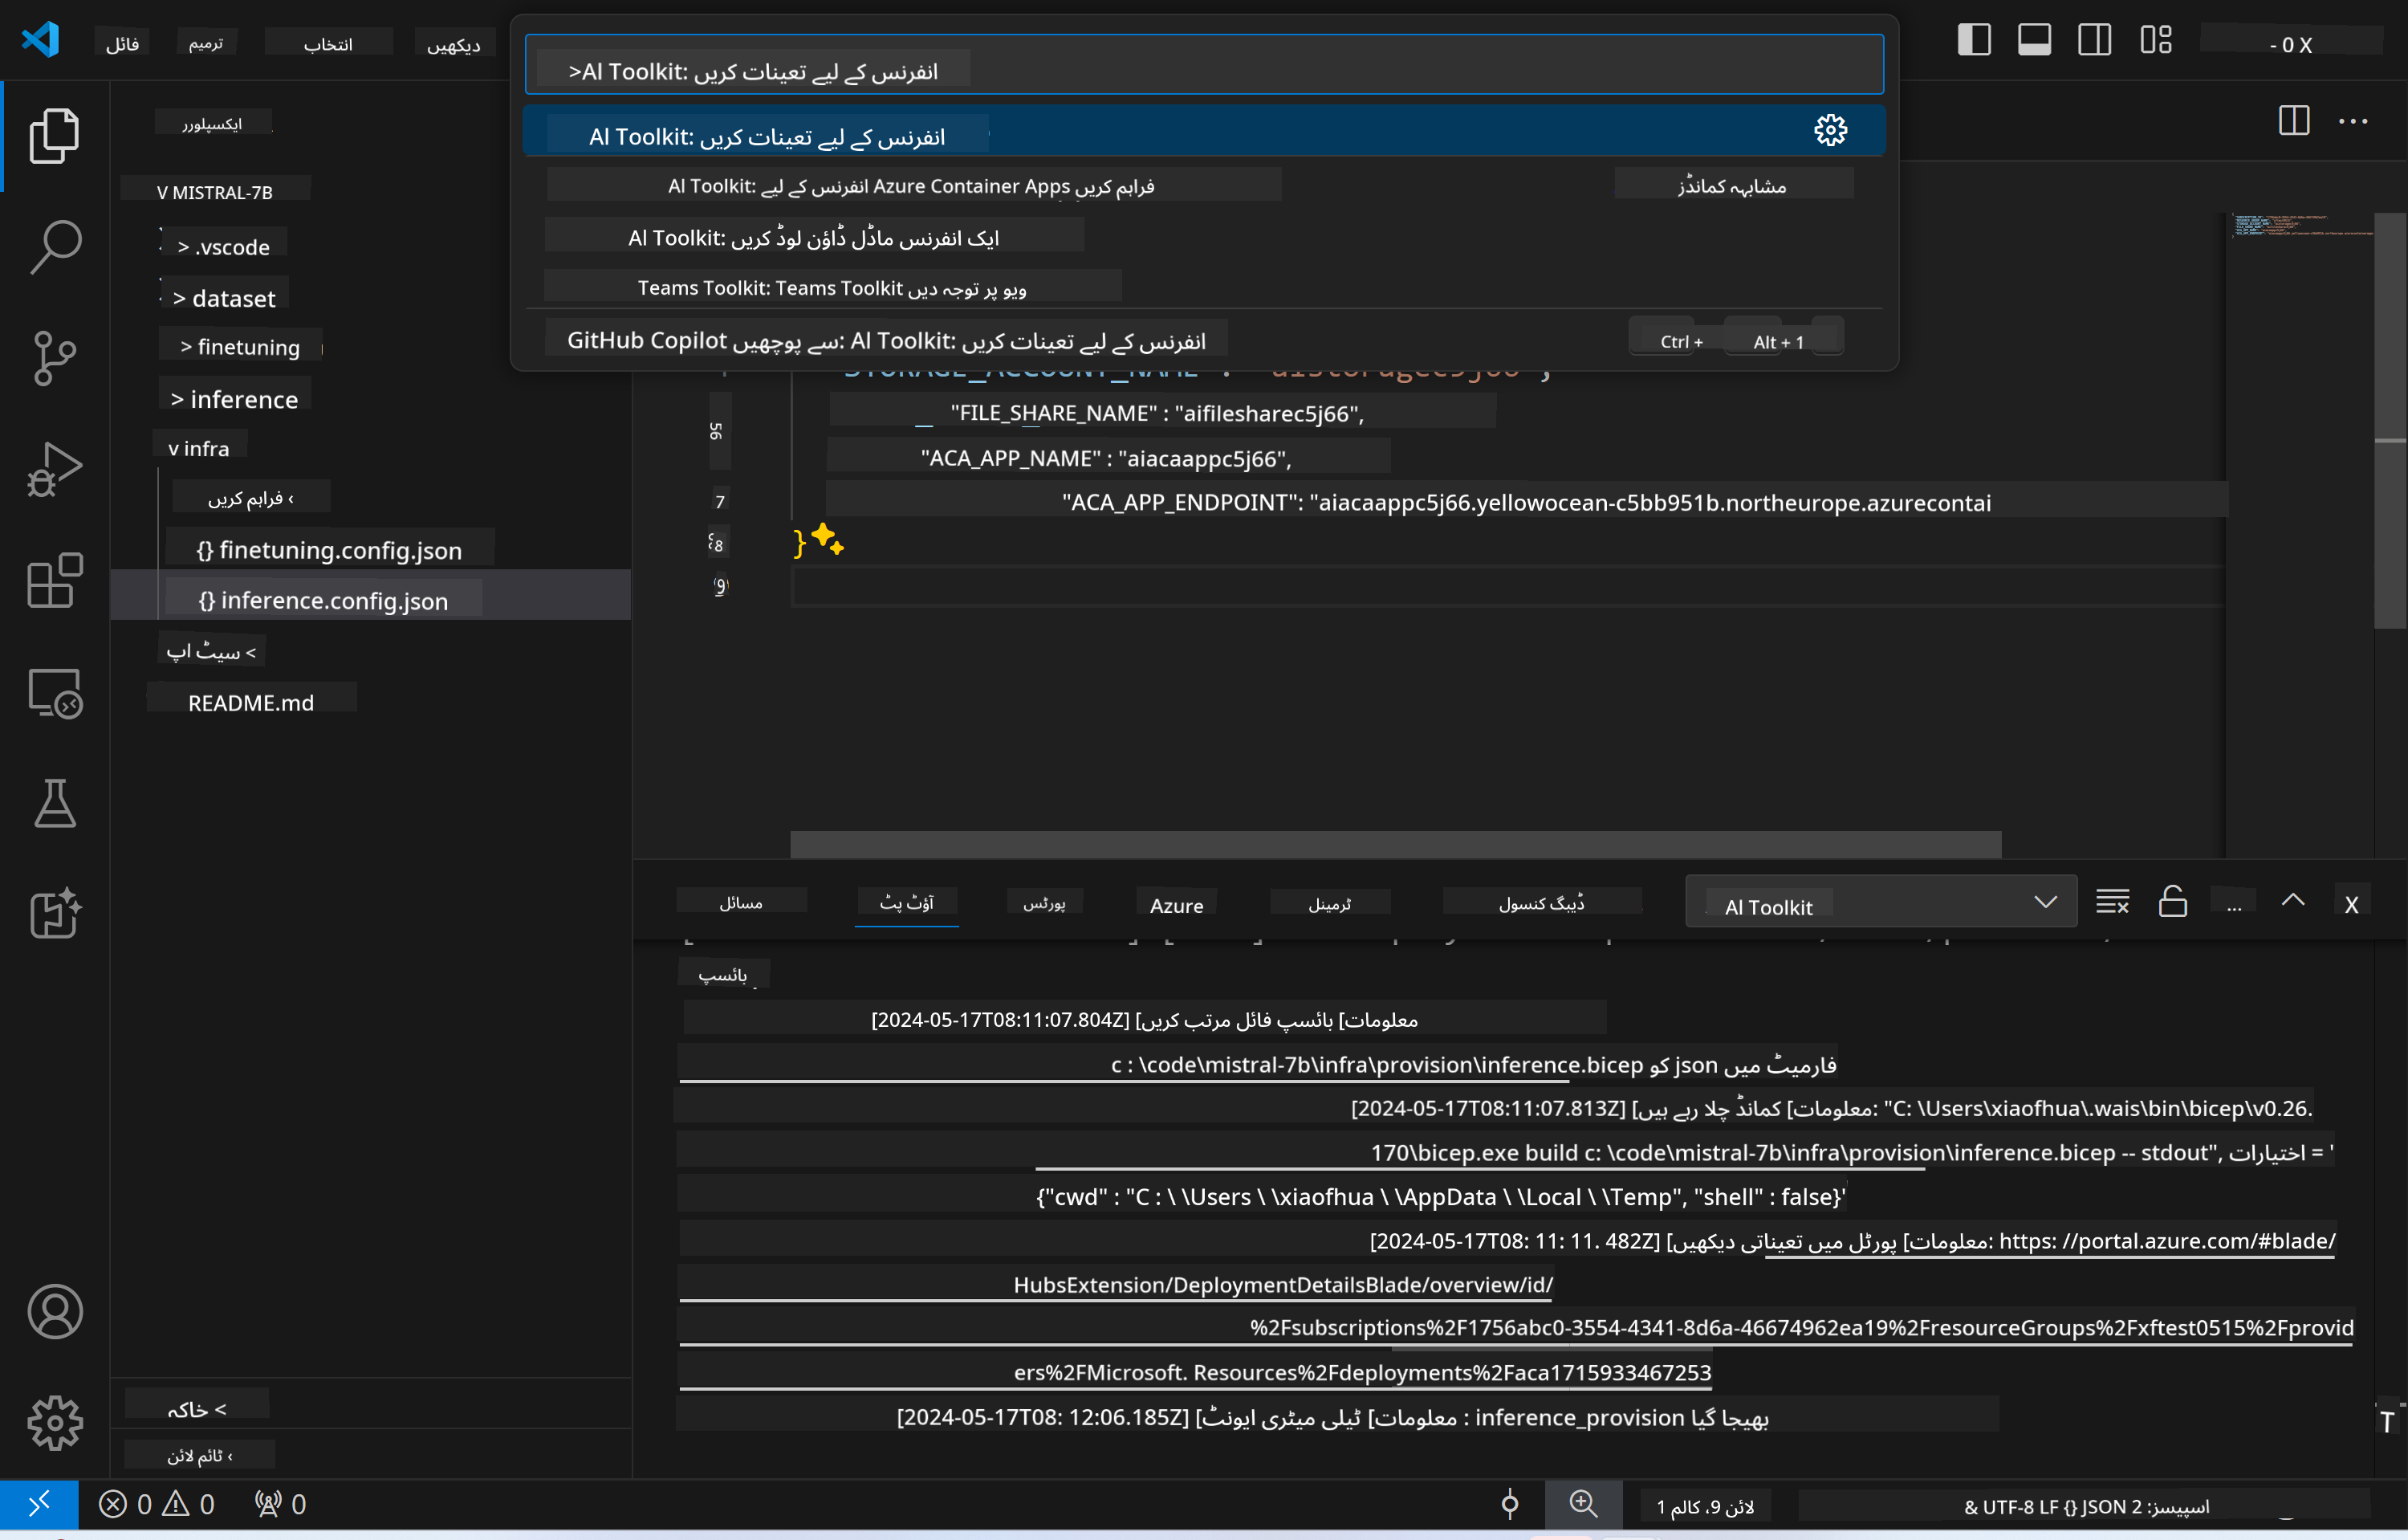 فائل ترمیم انتخاب دیکھیں
- 0 X
>AI Toolkit: انفرنس کے لیے تعینات کریں
AI Toolkit: انفرنس کے لیے تعینات کریں
AI Toolkit: انفرنس کے لیے Azure Container Apps فراہم کریں
مشابہہ کمانڈز
AI Toolkit: ایک انفرنس ماڈل ڈاؤن لوڈ کریں
Teams Toolkit: Teams Toolkit ویو پر توجہ دیں
GitHub Copilot سے پوچھیں: AI Toolkit: انفرنس کے لیے تعینات کریں
Ctrl + Alt + 1
ایکسپلورر
V MISTRAL-7B
> .vscode
> dataset
> finetuning
> inference
v infra
› فراہم کریں
{} finetuning.config.json
{} inference.config.json
> سیٹ اپ
README.md
> خاکہ
› ٹائم لائن
STORAGE_ACCOUNT_NAME : aistoragec5j66 ,
56 "FILE_SHARE_NAME" : "aifilesharec5j66",
"ACA_APP_NAME" : "aiacaappc5j66",
7 "ACA_APP_ENDPOINT": "aiacaappc5j66.yellowocean-c5bb951b.northeurope.azurecontai
8 }
9
مسائل آؤٹ پٹ پورٹس Azure ٹرمینل ڈیبگ کنسول
AI Toolkit
... X
بائسپ
[2024-05-17T08:11:07.804Z] [معلومات] بائسپ فائل مرتب کریں
c : \code\mistral-7b\infra\provision\inference.bicep کو json فارمیٹ میں
[2024-05-17T08:11:07.813Z] [معلومات] کمانڈ چلا رہے ہیں: "C: \Users\xiaofhua\.wais\bin\bicep\v0.26.
170\bicep.exe build c: \code\mistral-7b\infra\provision\inference.bicep -- stdout", اختیارات = '
{"cwd" : "C : \ \Users \ \xiaofhua \ \AppData \ \Local \ \Temp", "shell" : false}'
[2024-05-17T08: 11: 11. 482Z] [معلومات] پورٹل میں تعیناتی دیکھیں: https: //portal.azure.com/#blade/
HubsExtension/DeploymentDetailsBlade/overview/id/
%2Fsubscriptions%2F1756abc0-3554-4341-8d6a-46674962ea19%2FresourceGroups%2Fxftest0515%2Fprovid
ers%2FMicrosoft. Resources%2Fdeployments%2Faca1715933467253
[2024-05-17T08: 12:06.185Z] [معلومات] ٹیلی میٹری ایونٹ : inference_provision بھیجا گیا
T
0 0 0
لائن 9، کالم 1
اسپیسز: 2 & UTF-8 LF {} JSON